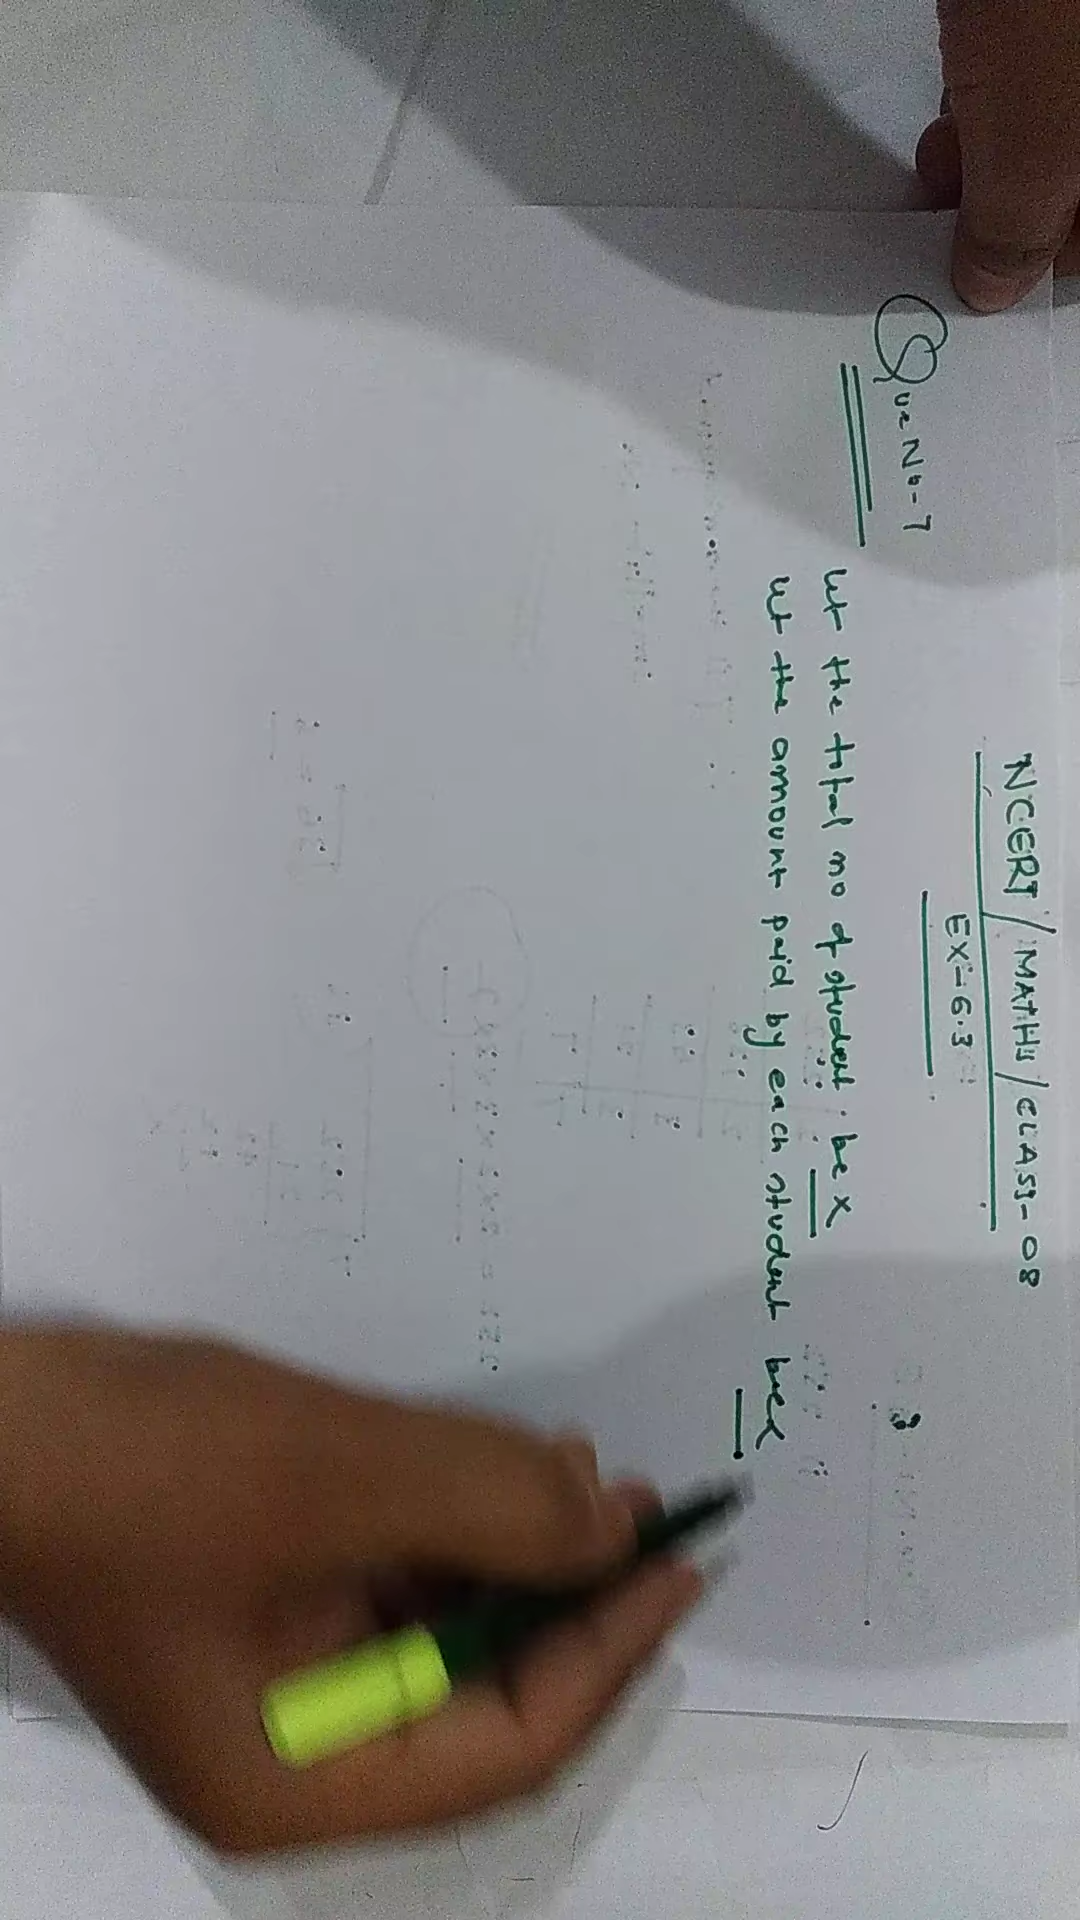 NCERT / MATHS / CLASS-08
EX-6.3
Que No-7
let the total no of student be x
let the amount paid by each student be x